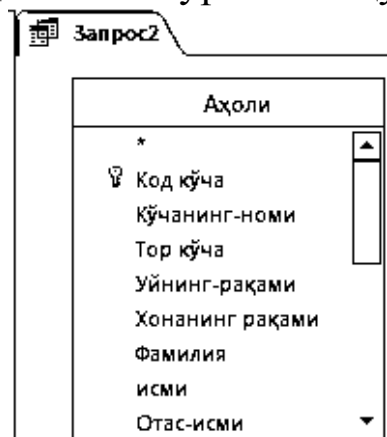 Запрос2
Аҳоли
*
Код кўча
Кўчанинг-номи
Тор кўча
Уйнинг-рақами
Хонанинг рақами
Фамилия
исми
Отас-исми